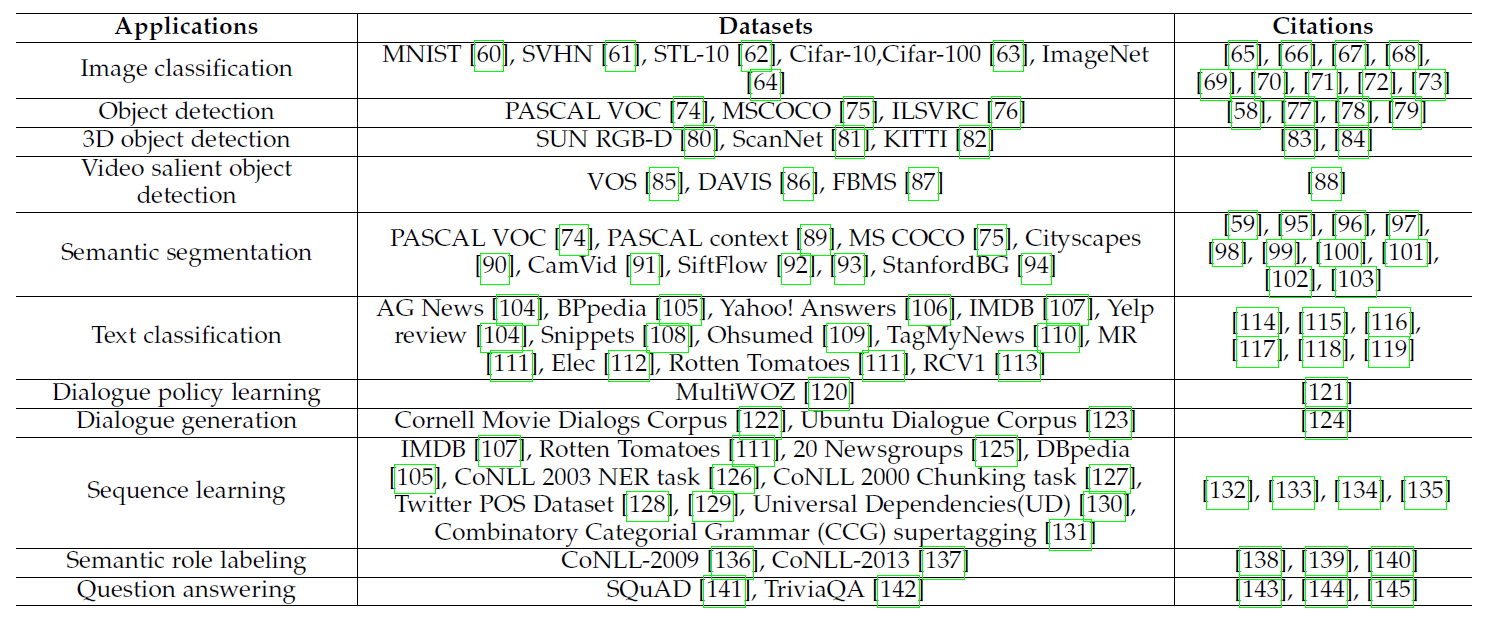 Applications Datasets Citations
Image classification
MNIST [60], SVHN [61], STL-10 [62], Cifar-10,Cifar-100 [63], ImageNet
[64]
[65], [66], [67], [68],
[69], [70], [71], [72], [73]
Object detection PASCAL VOC [74], MSCOCO [75], ILSVRC [76] [58], [77], [78], [79]
3D object detection SUN RGB-D [80], ScanNet [81], KITTI [82] [83], [84]
Video salient object
detection
VOS [85], DAVIS [86], FBMS [87]
[88]
Semantic segmentation
PASCAL VOC [74], PASCAL context [89], MS COCO [75], Cityscapes
[90], CamVid [91], SiftFlow [92], [93], StanfordBG [94]
[59], [95], [96], [97],
[98], [99], [100], [101],
[102], [103]
Text classification
AG News [104], BPpedia [105], Yahoo! Answers [106], IMDB [107], Yelp
review [104], Snippets [108], Ohsumed [109], TagMyNews [110], MR
[111], Elec [112], Rotten Tomatoes [111], RCV1 [113]
[114], [115], [116],
[117], [118], [119]
Dialogue policy learning MultiWOZ [120] [121]
Dialogue generation Cornell Movie Dialogs Corpus [122], Ubuntu Dialogue Corpus [123] [124]
Sequence learning
IMDB [107], Rotten Tomatoes [111], 20 Newsgroups [125], DBpedia
[105], CoNLL 2003 NER task [126], CoNLL 2000 Chunking task [127],
Twitter POS Dataset [128], [129], Universal Dependencies(UD) [130],
Combinatory Categorial Grammar (CCG) supertagging [131]
[132], [133], [134], [135]
Semantic role labeling CoNLL-2009 [136], CoNLL-2013 [137] [138], [139], [140]
Question answering SQuAD [141], TriviaQA [142] [143], [144], [145]